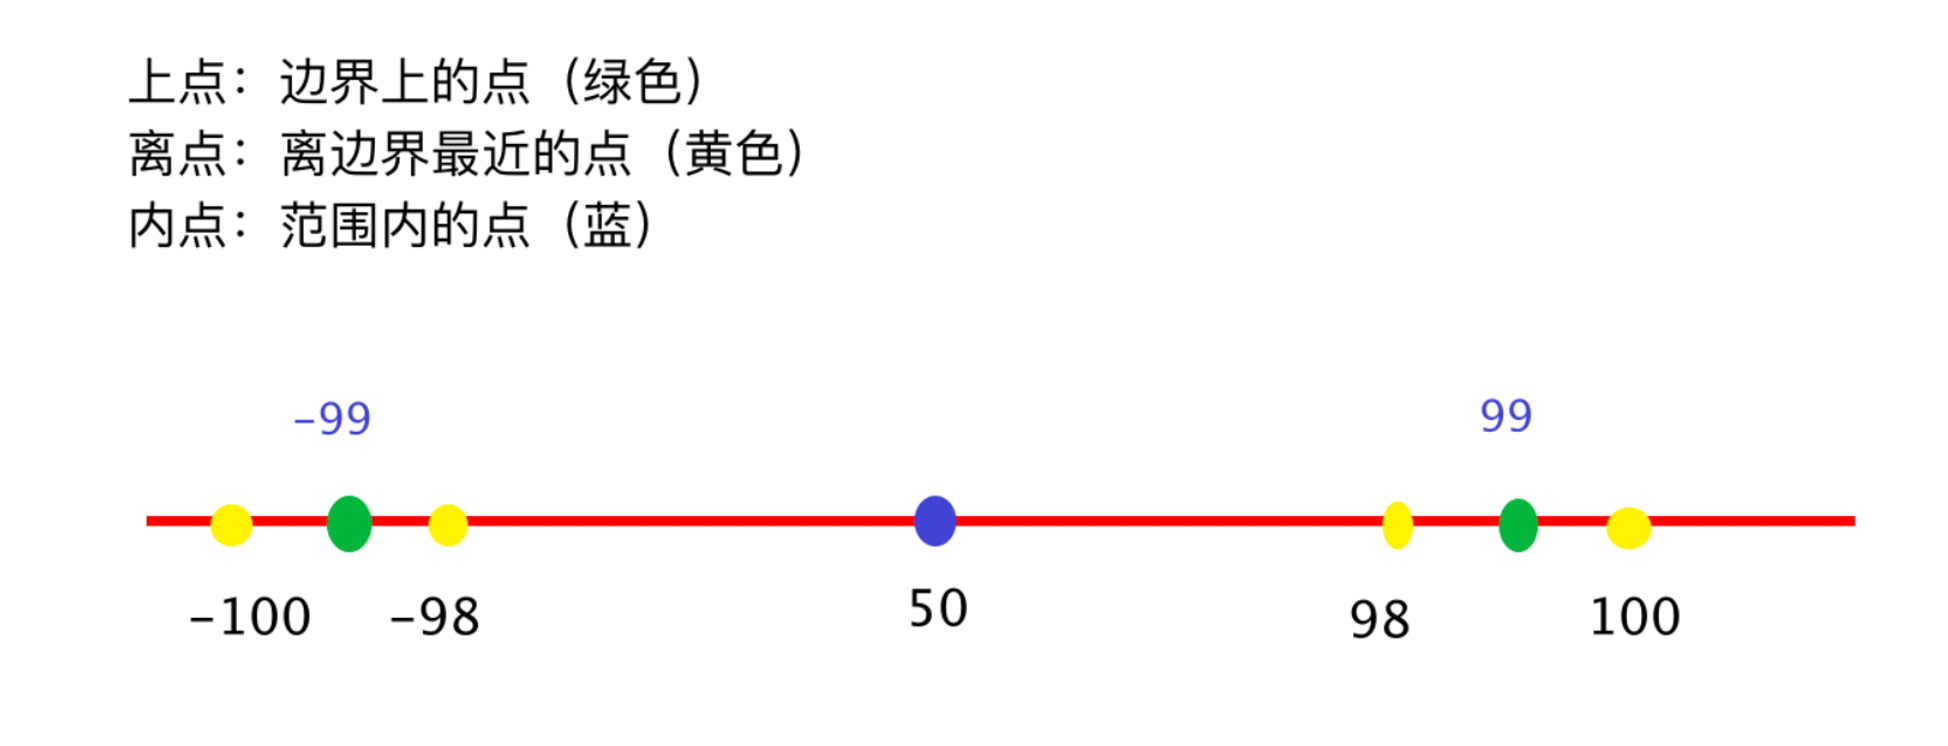 上点：边界上的点（绿色）
离点：离边界最近的点（黄色）
内点：范围内的点（蓝）
-99 99
-100 -98 50 98 100